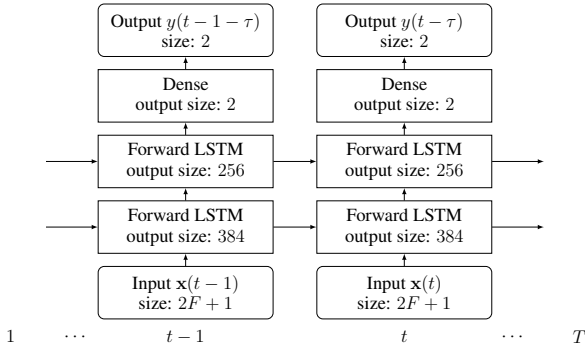 Output y(t − 1 − τ)
size: 2
Output y(t − τ)
size: 2
Dense
output size: 2
Dense
output size: 2
Forward LSTM
output size: 256
Forward LSTM
output size: 256
Forward LSTM
output size: 384
Forward LSTM
output size: 384
Input x(t − 1)
size: 2F + 1
Input x(t)
size: 2F + 1
1 ⋯ t − 1 t ⋯ T